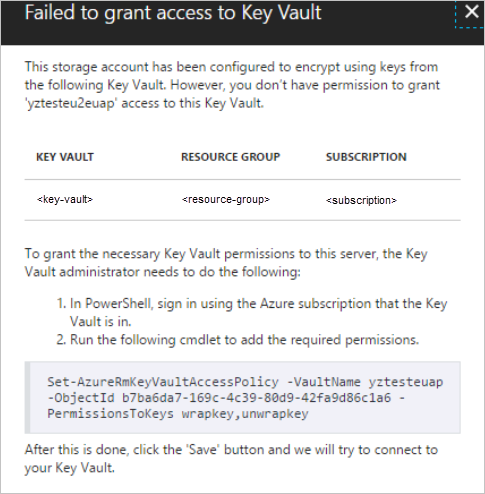 Failed to grant access to Key Vault
This storage account has been configured to encrypt using keys from
the following Key Vault. However, you don't have permission to grant
'yztesteu2euap' access to this Key Vault.
KEY VAULT RESOURCE GROUP SUBSCRIPTION
<key-vault> <resource-group> <subscription>
To grant the necessary Key Vault permissions to this server, the Key
Vault administrator needs to do the following:
1. In PowerShell, sign in using the Azure subscription that the Key
Vault is in.
2. Run the following cmdlet to add the required permissions.
Set-AzureRmKeyVaultAccessPolicy -VaultName yztesteuap
-ObjectId b7ba6da7-169c-4c39-80d9-42fa9d86c1a6 -
PermissionsToKeys wrapkey,unwrapkey
After this is done, click the 'Save' button and we will try to connect to
your Key Vault.